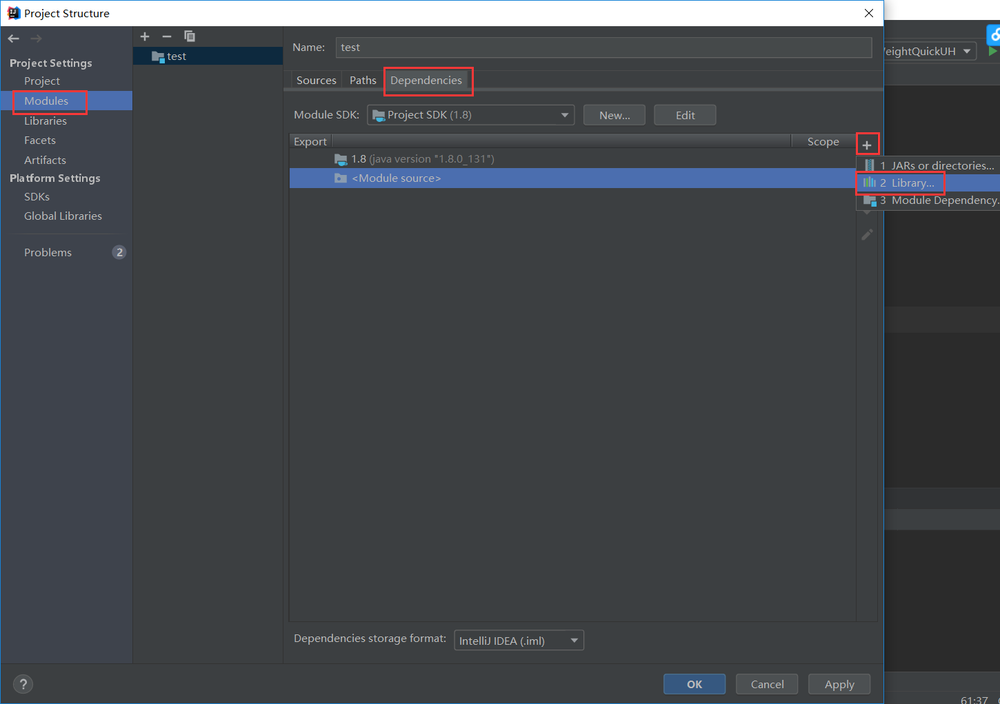 Project Structure
Project Settings
Project
Modules
Libraries
Facets
Artifacts
Platform Settings
SDKs
Global Libraries
Problems 2
test
Name: test
Sources Paths Dependencies
Module SDK: Project SDK (1.8) New... Edit
Export Scope
1.8 (java version "1.8.0_131")
<Module source>
1 JARs or directories...
2 Library...
3 Module Dependency.
Dependencies storage format: IntelliJ IDEA (.iml)
? OK Cancel Apply
eightQuickUH
61:37